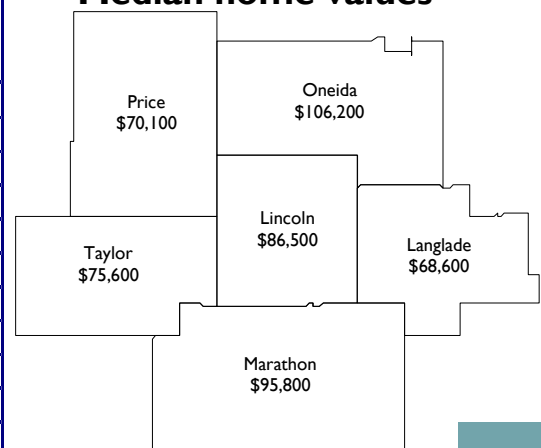 Median home values
Price
$70,100
Oneida
$106,200
Lincoln
$86,500
Langlade
$68,600
Taylor
$75,600
Marathon
$95,800